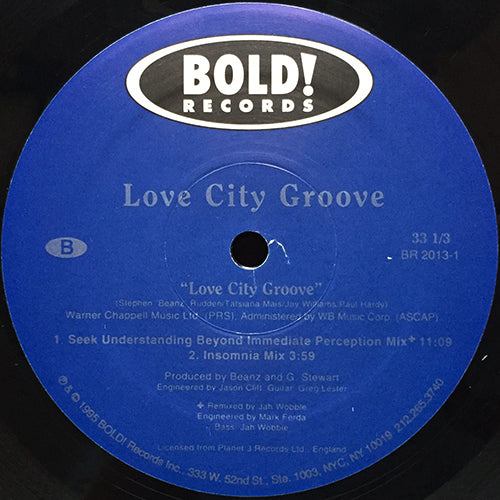 BOLD!
RECORDS
Love City Groove
B
33 1/3
BR 2013-1
"Love City Groove"
(Stephen "Beanz" Rudden/Tatsiana Mais/Jay Williams/Paul Hardy)
Warner Chappell Music Ltd. (PRS), Administered by WB Music Corp. (ASCAP)
1. Seek Understanding Beyond Immediate Perception Mix+ 11:09
2. Insomnia Mix 3:59
Produced by Beanz and G. Stewart
Engineered by Jason Clift, Guitar: Greg Lester
+ Remixed by Jah Wobble
Engineered by Mark Ferda
Bass: Jah Wobble
Licensed from Planet 3 Records Ltd., England
℗ & © 1995 BOLD! Records Inc., 333 W. 52nd St., Ste. 1003, NYC, NY 10019 212.265.3740